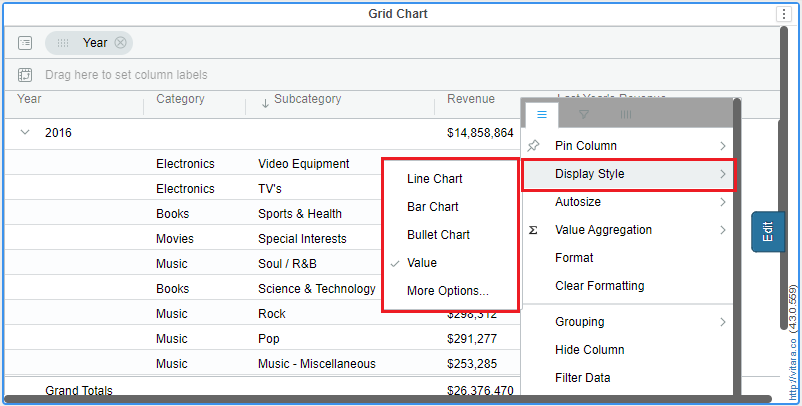 Grid Chart
Year
Drag here to set column labels
Year Category Subcategory Revenue Last Year's Revenue
2016 $14,858,864
Electronics Video Equipment
Electronics TV's
Books Sports & Health
Movies Special Interests
Music Soul / R&B
Books Science & Technology
Music Rock $298,312
Music Pop $291,277
Music Music - Miscellaneous $253,285
Grand Totals $26,376,470
Line Chart
Bar Chart
Bullet Chart
Value
More Options...
Pin Column
Display Style
Autosize
Σ Value Aggregation
Format
Clear Formatting
Grouping
Hide Column
Filter Data
Edit
http://vitara.co (4.3.0.559)